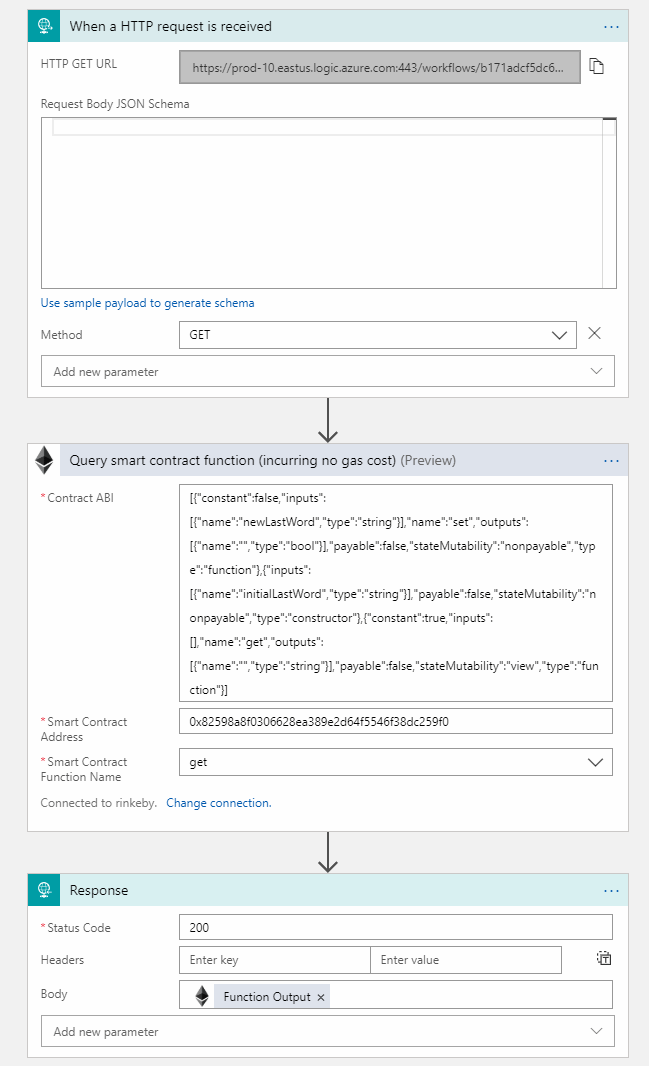 When a HTTP request is received
...
HTTP GET URL
https://prod-10.eastus.logic.azure.com:443/workflows/b171adcf5dc6...
Request Body JSON Schema
Use sample payload to generate schema
Method
GET
Add new parameter
Query smart contract function (incurring no gas cost) (Preview)
...
*Contract ABI
[{"constant":false,"inputs":
[{"name":"newLastWord","type":"string"}],"name":"set","outputs":
[{"name":"","type":"bool"}],"payable":false,"stateMutability":"nonpayable","typ
e":"function"},{"inputs":
[{"name":"initialLastWord","type":"string"}],"payable":false,"stateMutability":"n
onpayable","type":"constructor"},{"constant":true,"inputs":
[],"name":"get","outputs":
[{"name":"","type":"string"}],"payable":false,"stateMutability":"view","type":"fun
ction"}]
*Smart Contract
Address
0x82598a8f0306628ea389e2d64f5546f38dc259f0
*Smart Contract
Function Name
get
Connected to rinkeby. Change connection.
Response
...
*Status Code
200
Headers
Enter key
Enter value
Body
Function Output ×
Add new parameter